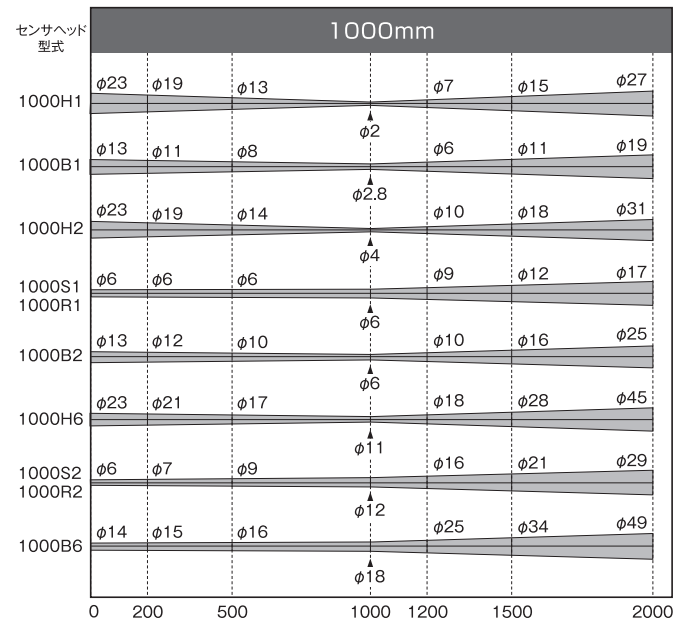 センサヘッド
型式
1000mm
1000H1
φ23 φ19 φ13 φ7 φ15 φ27
φ2
1000B1
φ13 φ11 φ8 φ6 φ11 φ19
φ2.8
1000H2
φ23 φ19 φ14 φ10 φ18 φ31
φ4
1000S1
1000R1
φ6 φ6 φ6 φ9 φ12 φ17
φ6
1000B2
φ13 φ12 φ10 φ10 φ16 φ25
φ6
1000H6
φ23 φ21 φ17 φ18 φ28 φ45
φ11
1000S2
1000R2
φ6 φ7 φ9 φ16 φ21 φ29
φ12
1000B6
φ14 φ15 φ16 φ25 φ34 φ49
φ18
0 200 500 1000 1200 1500 2000